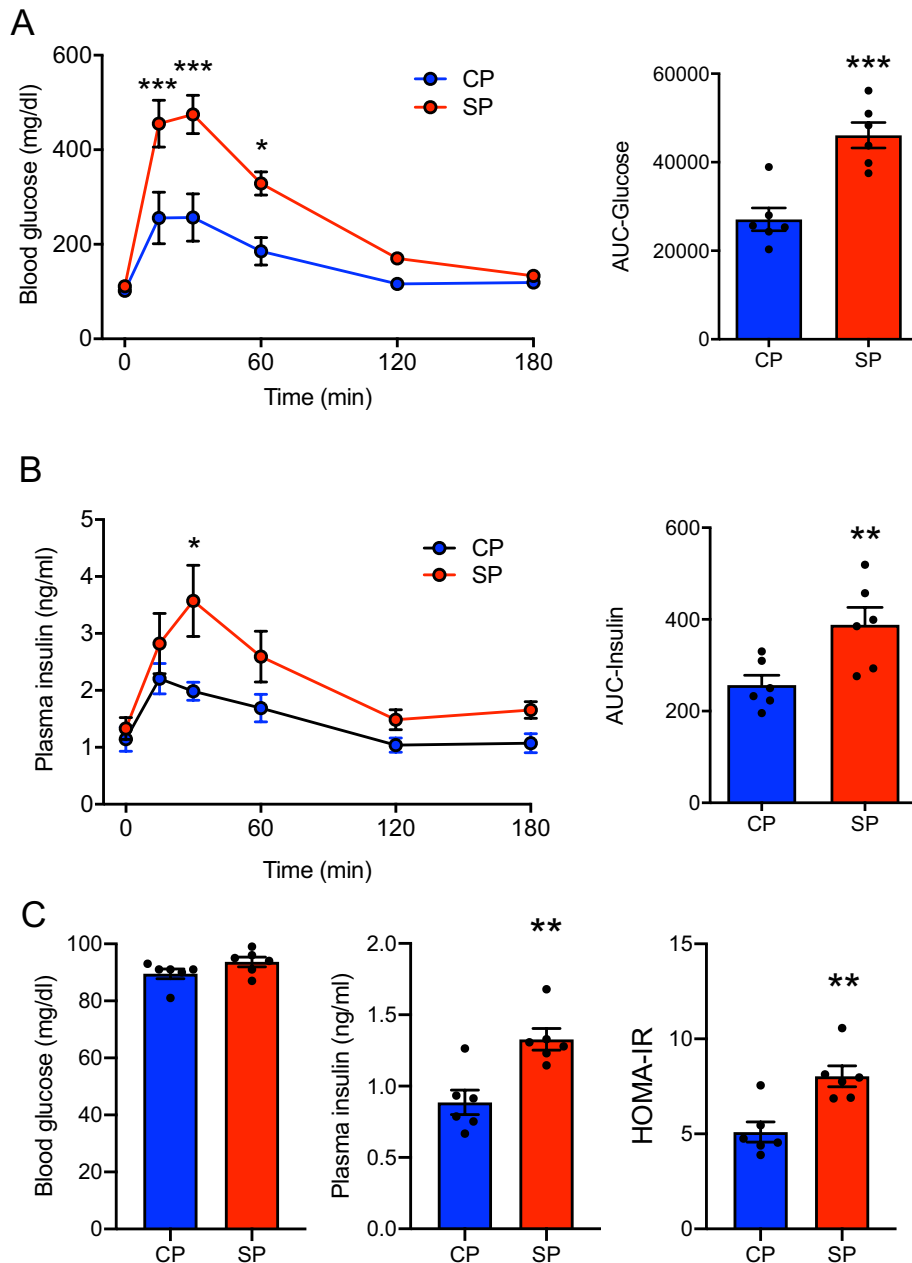 A
Blood glucose (mg/dl)
600
400
200
0
***
***
*
CP
SP
0
60
120
180
Time (min)
AUC-Glucose
60000
40000
20000
0
***
CP
SP
B
Plasma insulin (ng/ml)
5
4
3
2
1
0
*
CP
SP
0
60
120
180
Time (min)
AUC-Insulin
600
400
200
0
**
CP
SP
C
Blood glucose (mg/dl)
100
80
60
40
20
0
CP
SP
Plasma insulin (ng/ml)
2.0
1.5
1.0
0.5
0.0
**
CP
SP
HOMA-IR
15
10
5
0
**
CP
SP